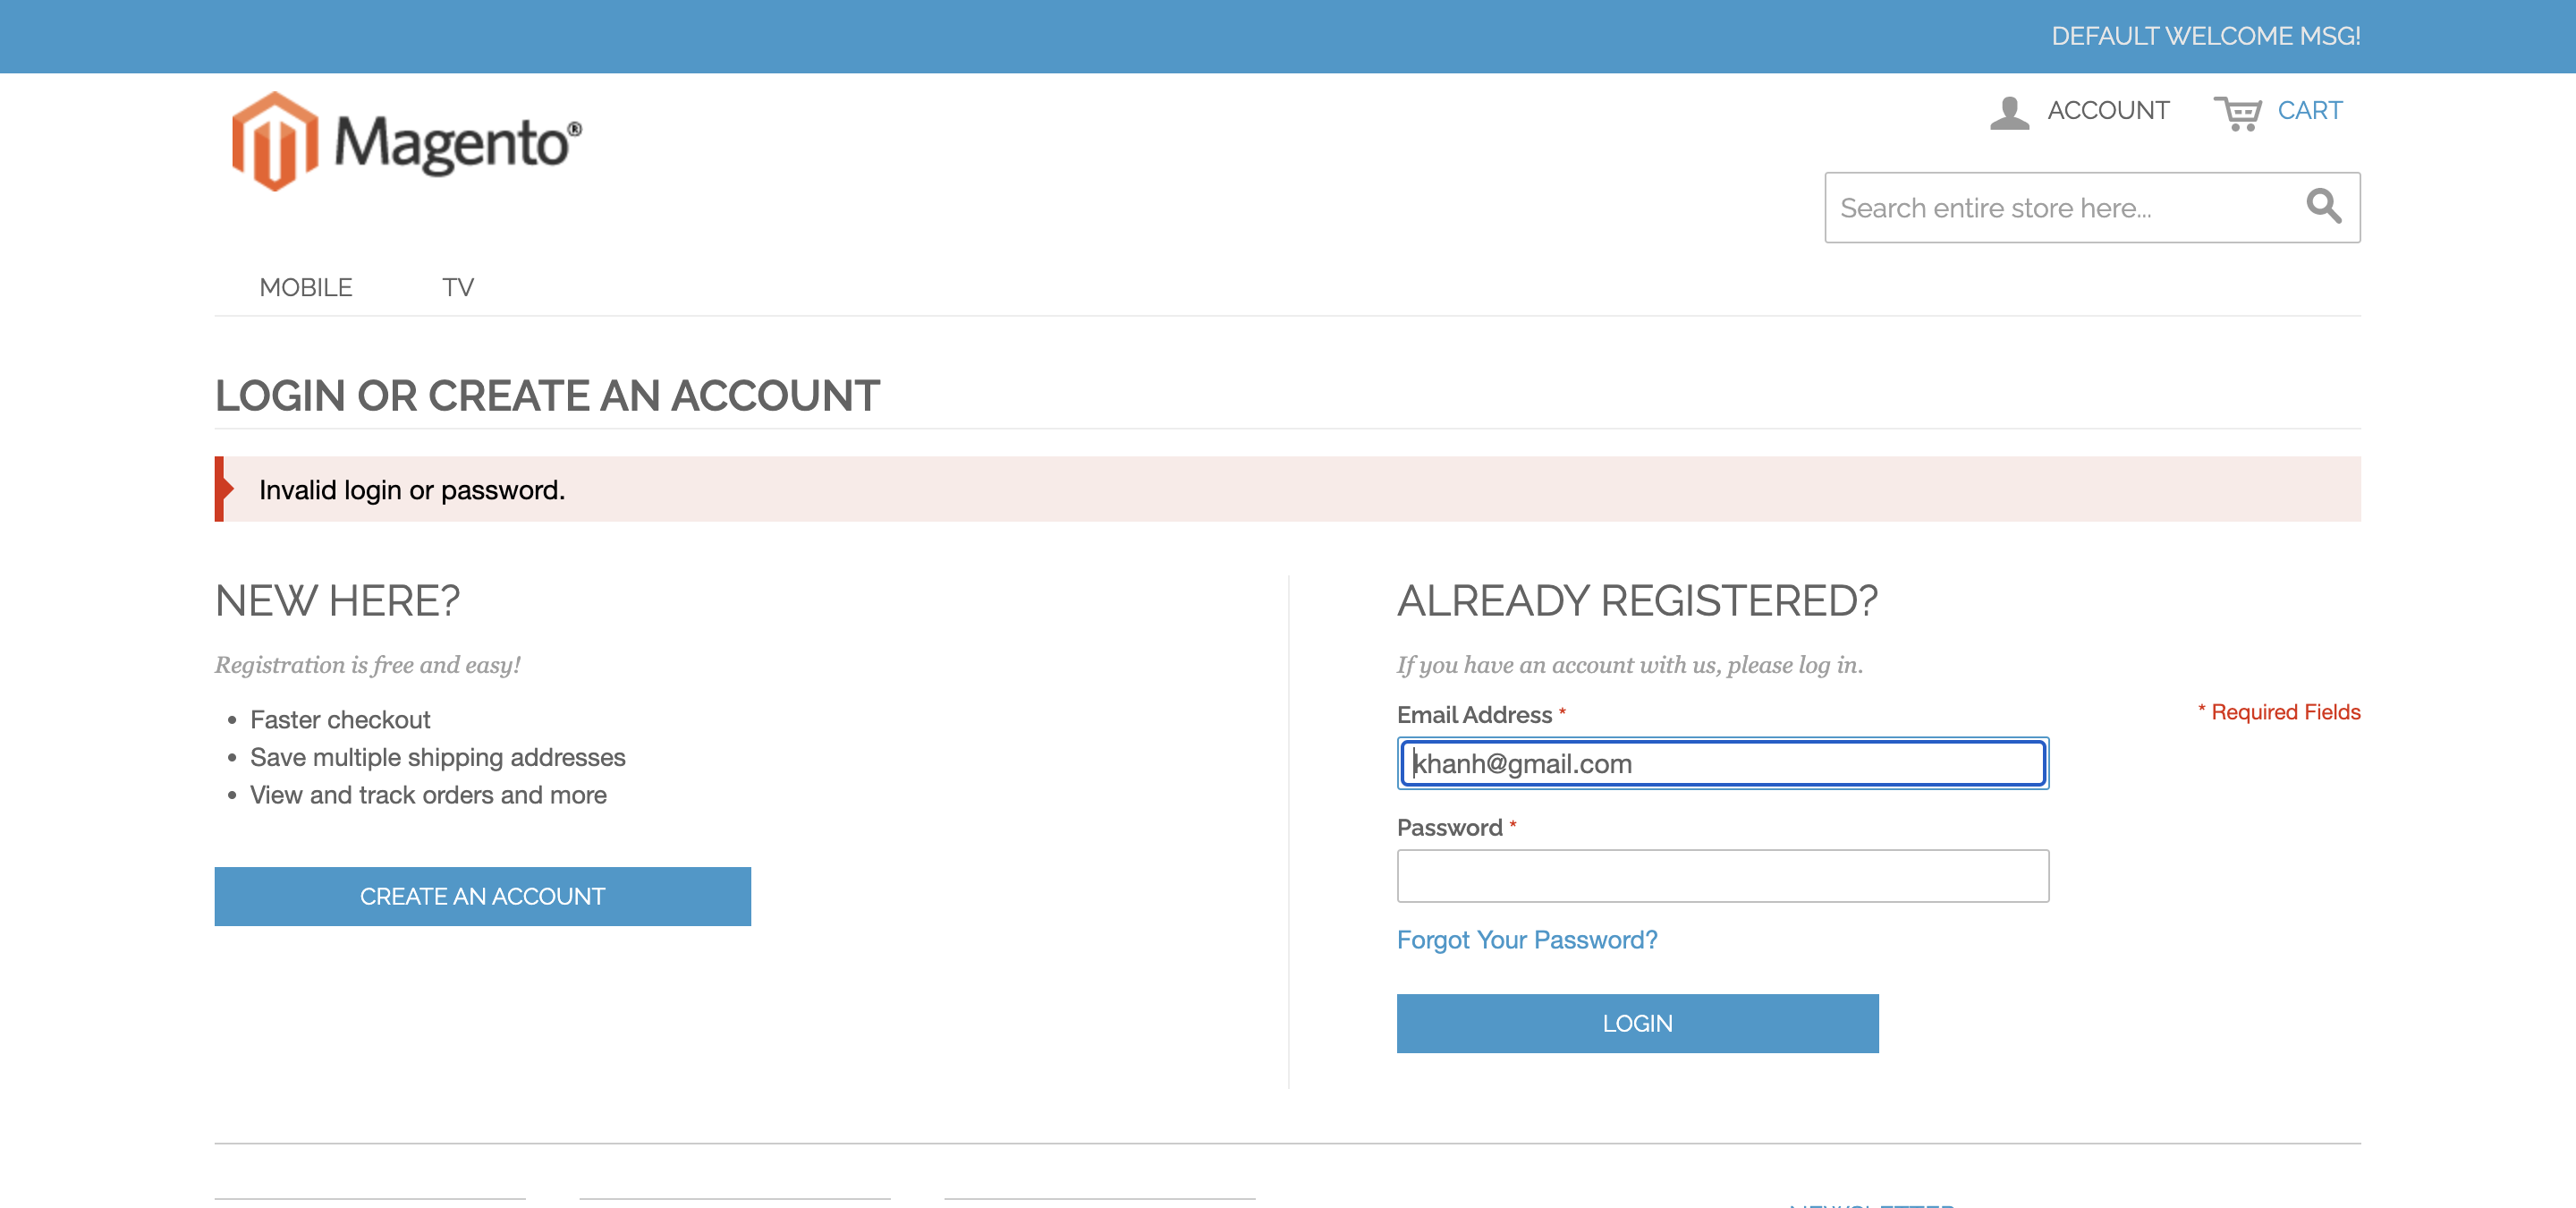 DEFAULT WELCOME MSG!
Magento®
ACCOUNT
CART
Search entire store here...
MOBILE
TV
LOGIN OR CREATE AN ACCOUNT
Invalid login or password.
NEW HERE?
Registration is free and easy!
• Faster checkout
• Save multiple shipping addresses
• View and track orders and more
CREATE AN ACCOUNT
ALREADY REGISTERED?
If you have an account with us, please log in.
* Required Fields
Email Address *
khanh@gmail.com
Password *
Forgot Your Password?
LOGIN